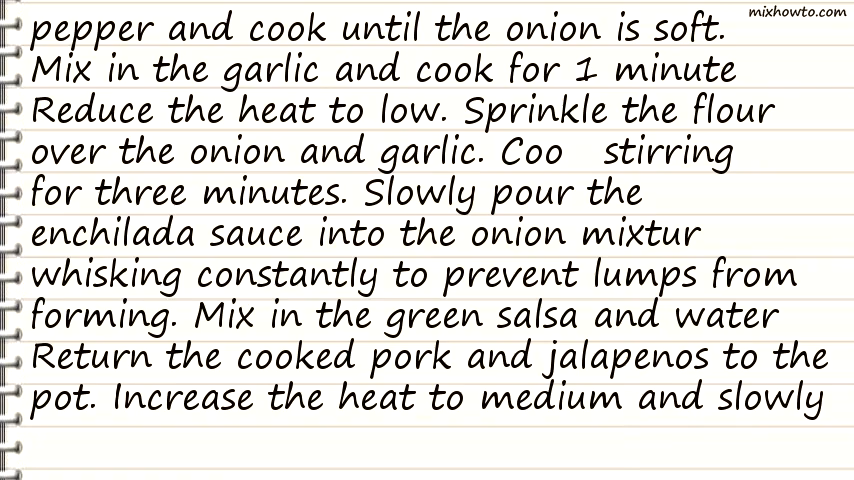 mixhowto.com
pepper and cook until the onion is soft.
Mix in the garlic and cook for 1 minute
Reduce the heat to low. Sprinkle the flour
over the onion and garlic. Coo stirring
for three minutes. Slowly pour the
enchilada sauce into the onion mixtur
whisking constantly to prevent lumps from
forming. Mix in the green salsa and water
Return the cooked pork and jalapenos to the
pot. Increase the heat to medium and slowly